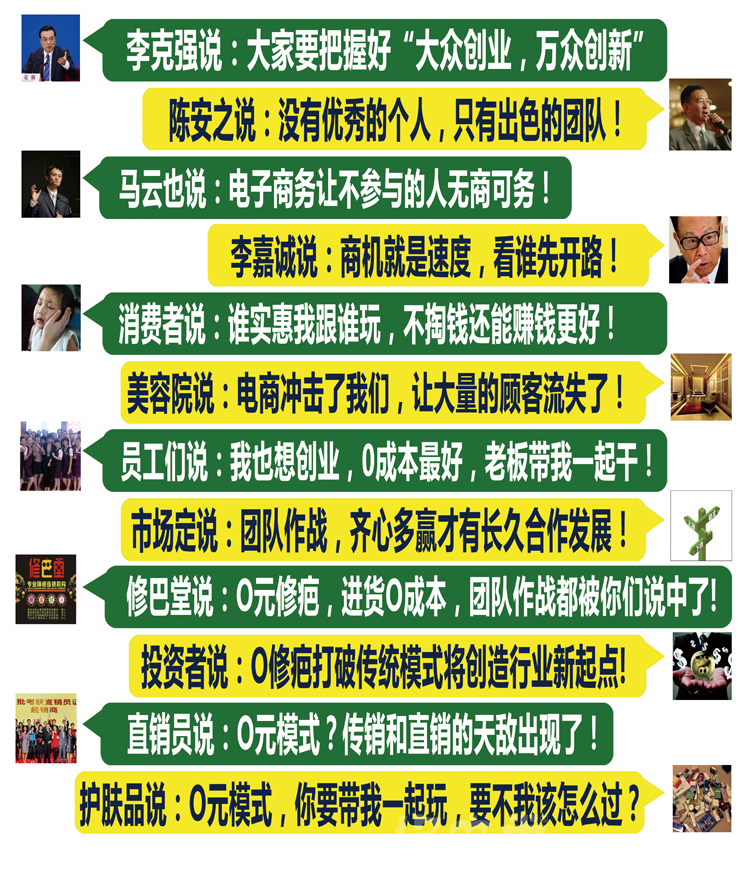 李克强说：大家要把握好“大众创业，万众创新”
陈安之说：没有优秀的个人，只有出色的团队！
马云也说：电子商务让不参与的人无商可务！
李嘉诚说：商机就是速度，看谁先开路！
消费者说：谁实惠我跟谁玩，不掏钱还能赚钱更好！
美容院说：电商冲击了我们，让大量的顾客流失了！
员工们说：我也想创业，0成本最好，老板带我一起干！
市场定说：团队作战，齐心多赢才有长久合作发展！
修巴堂
修巴堂说：O元修疤，进货O成本，团队作战都被你们说中了!
投资者说：O修疤打破传统模式将创造行业新起点!
经销商
直销员说：O元模式？传销和直销的天敌出现了！
护肤品说：O元模式，你要带我一起玩，要不我该怎么过？